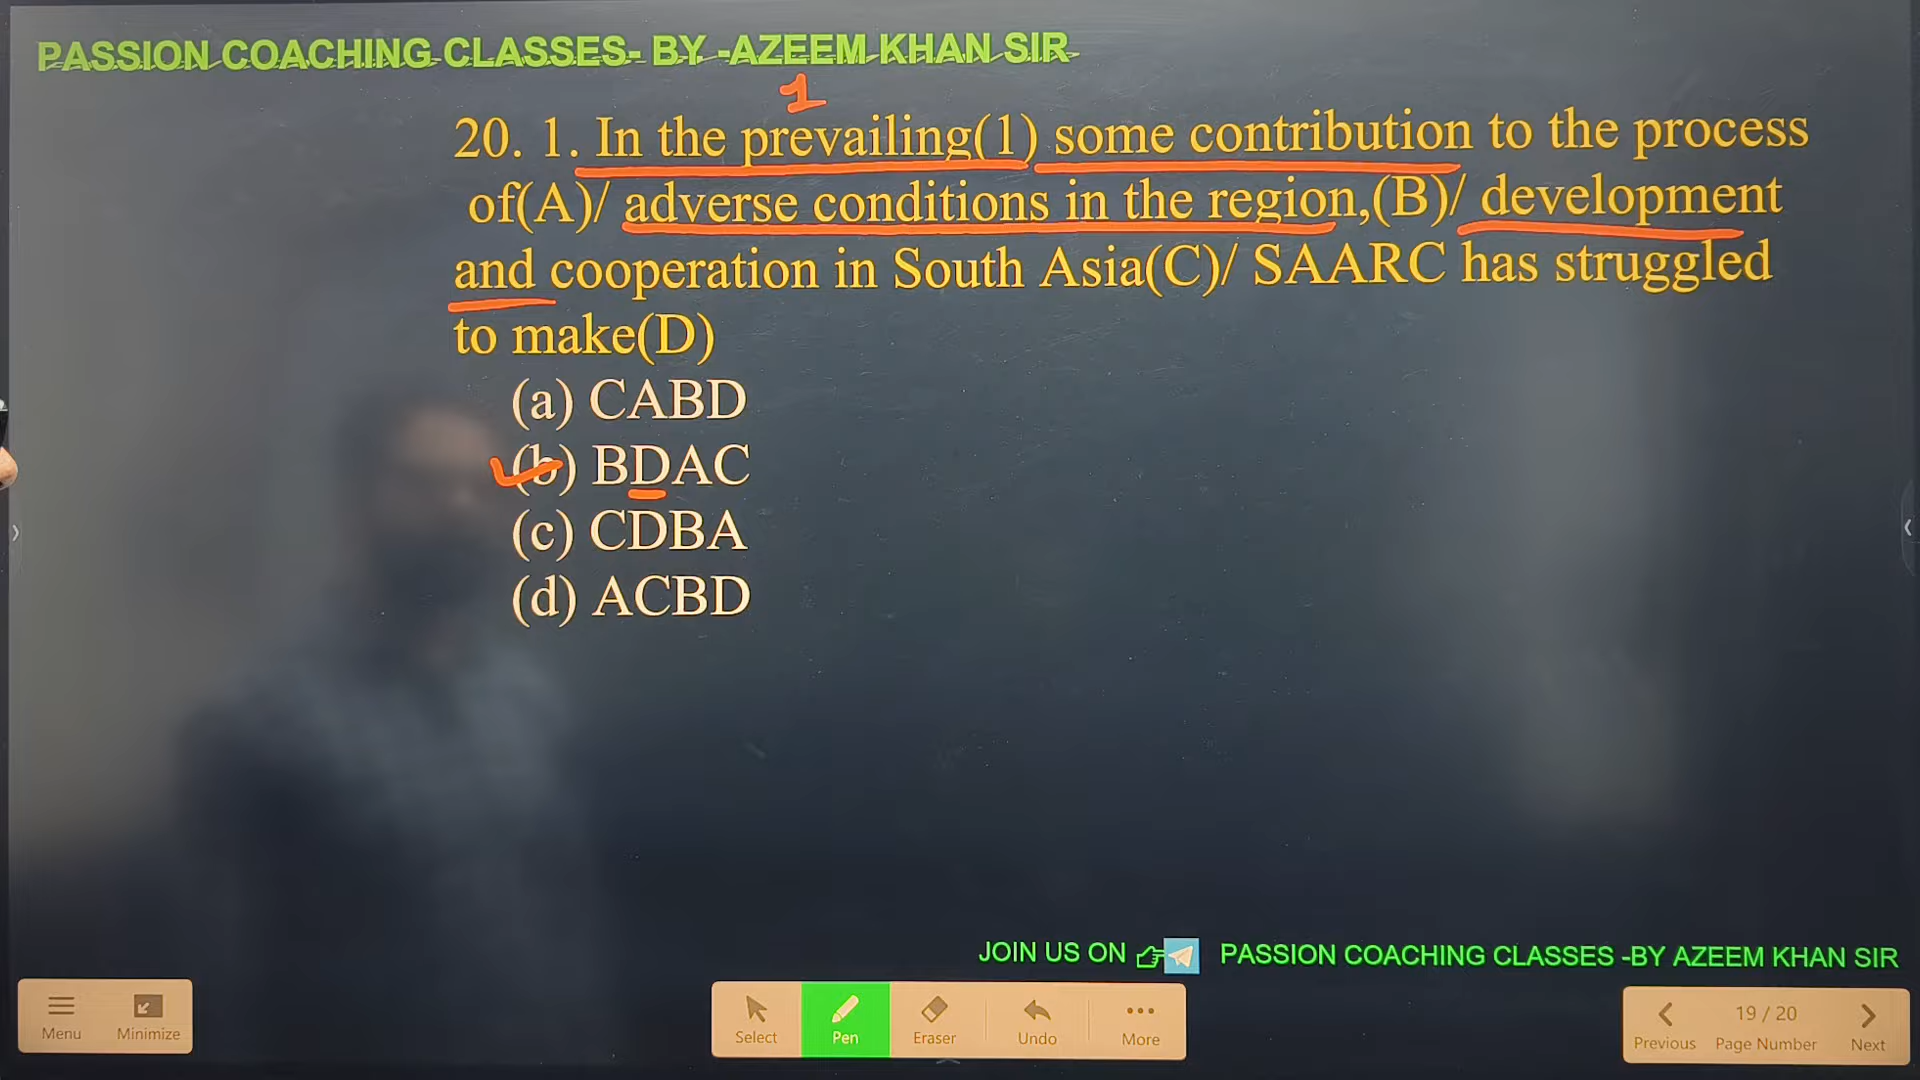 PASSION COACHING CLASSES- BY -AZEEM KHAN SIR
1
20. 1. In the prevailing(1) some contribution to the process
of(A)/ adverse conditions in the region,(B)/ development
and cooperation in South Asia(C)/ SAARC has struggled
to make(D)
(a) CABD
(b) BDAC
(c) CDBA
(d) ACBD
JOIN US ON PASSION COACHING CLASSES -BY AZEEM KHAN SIR
Menu Minimize Select Pen Eraser Undo More 19 / 20
Previous Page Number Next